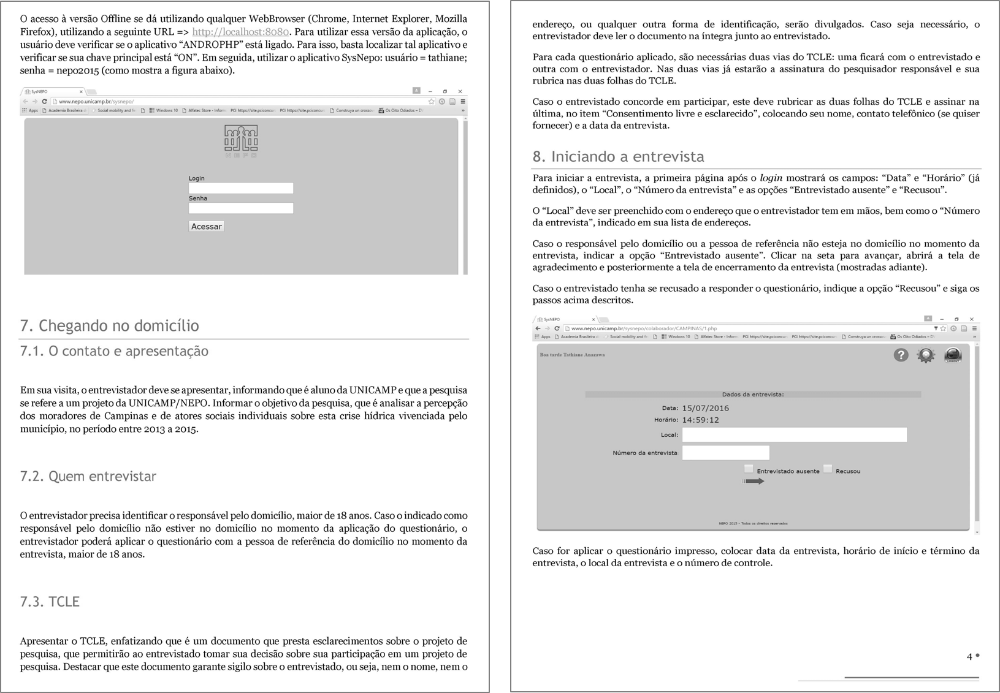 O acesso à versão Offline se dá utilizando qualquer WebBrowser (Chrome, Internet Explorer, Mozilla
Firefox), utilizando a seguinte URL => http://localhost:8080. Para utilizar essa versão da aplicação, o
usuário deve verificar se o aplicativo “ANDROPHP” está ligado. Para isso, basta localizar tal aplicativo e
verificar se sua chave principal está “ON”. Em seguida, utilizar o aplicativo SysNepo: usuário = tathiane;
senha = nepo2015 (como mostra a figura abaixo).
SysNEPO
www.nepo.unicamp.br/sysnepo/
Apps Academia Brasileira d Social mobility and fe Windows 10 Alfatec Store - Inform PCI https://site.pciconcur PCI https://site.pciconcur Construya un crossw Os Oito Odiados – Di
NEPO
Login
Senha
Acessar
7. Chegando no domicílio
7.1. O contato e apresentação
Em sua visita, o entrevistador deve se apresentar, informando que é aluno da UNICAMP e que a pesquisa
se refere a um projeto da UNICAMP/NEPO. Informar o objetivo da pesquisa, que é analisar a percepção
dos moradores de Campinas e de atores sociais individuais sobre esta crise hídrica vivenciada pelo
município, no período entre 2013 a 2015.
7.2. Quem entrevistar
O entrevistador precisa identificar o responsável pelo domicílio, maior de 18 anos. Caso o indicado como
responsável pelo domicílio não estiver no domicílio no momento da aplicação do questionário, o
entrevistador poderá aplicar o questionário com a pessoa de referência do domicílio no momento da
entrevista, maior de 18 anos.
7.3. TCLE
Apresentar o TCLE, enfatizando que é um documento que presta esclarecimentos sobre o projeto de
pesquisa, que permitirão ao entrevistado tomar sua decisão sobre sua participação em um projeto de
pesquisa. Destacar que este documento garante sigilo sobre o entrevistado, ou seja, nem o nome, nem o
endereço, ou qualquer outra forma de identificação, serão divulgados. Caso seja necessário, o
entrevistador deve ler o documento na íntegra junto ao entrevistado.
Para cada questionário aplicado, são necessárias duas vias do TCLE: uma ficará com o entrevistado e
outra com o entrevistador. Nas duas vias já estarão a assinatura do pesquisador responsável e sua
rubrica nas duas folhas do TCLE.
Caso o entrevistado concorde em participar, este deve rubricar as duas folhas do TCLE e assinar na
última, no item “Consentimento livre e esclarecido”, colocando seu nome, contato telefônico (se quiser
fornecer) e a data da entrevista.
8. Iniciando a entrevista
Para iniciar a entrevista, a primeira página após o login mostrará os campos: “Data” e “Horário” (já
definidos), o “Local”, o “Número da entrevista” e as opções “Entrevistado ausente” e “Recusou”.
O “Local” deve ser preenchido com o endereço que o entrevistador tem em mãos, bem como o “Número
da entrevista”, indicado em sua lista de endereços.
Caso o responsável pelo domicílio ou a pessoa de referência não esteja no domicílio no momento da
entrevista, indicar a opção “Entrevistado ausente”. Clicar na seta para avançar, abrirá a tela de
agradecimento e posteriormente a tela de encerramento da entrevista (mostradas adiante).
Caso o entrevistado tenha se recusado a responder o questionário, indique a opção “Recusou” e siga os
passos acima descritos.
SysNEPO
www.nepo.unicamp.br/sysnepo/colaborador/CAMPINAS/1.php
Apps Academia Brasileira d Social mobility and fe Windows 10 Alfatec Store - Inform PCI https://site.pciconcur PCI https://site.pciconcur Construya un crossw Os Oito Odiados – Di
Boa tarde Tathiane Anazawa
? LOGOUT
Dados da entrevista:
Data: 15/07/2016
Horário: 14:59:12
Local:
Número da entrevista:
Entrevistado ausente Recusou
NEPO 2015 - Todos os direitos reservados
Caso for aplicar o questionário impresso, colocar data da entrevista, horário de início e término da
entrevista, o local da entrevista e o número de controle.
4